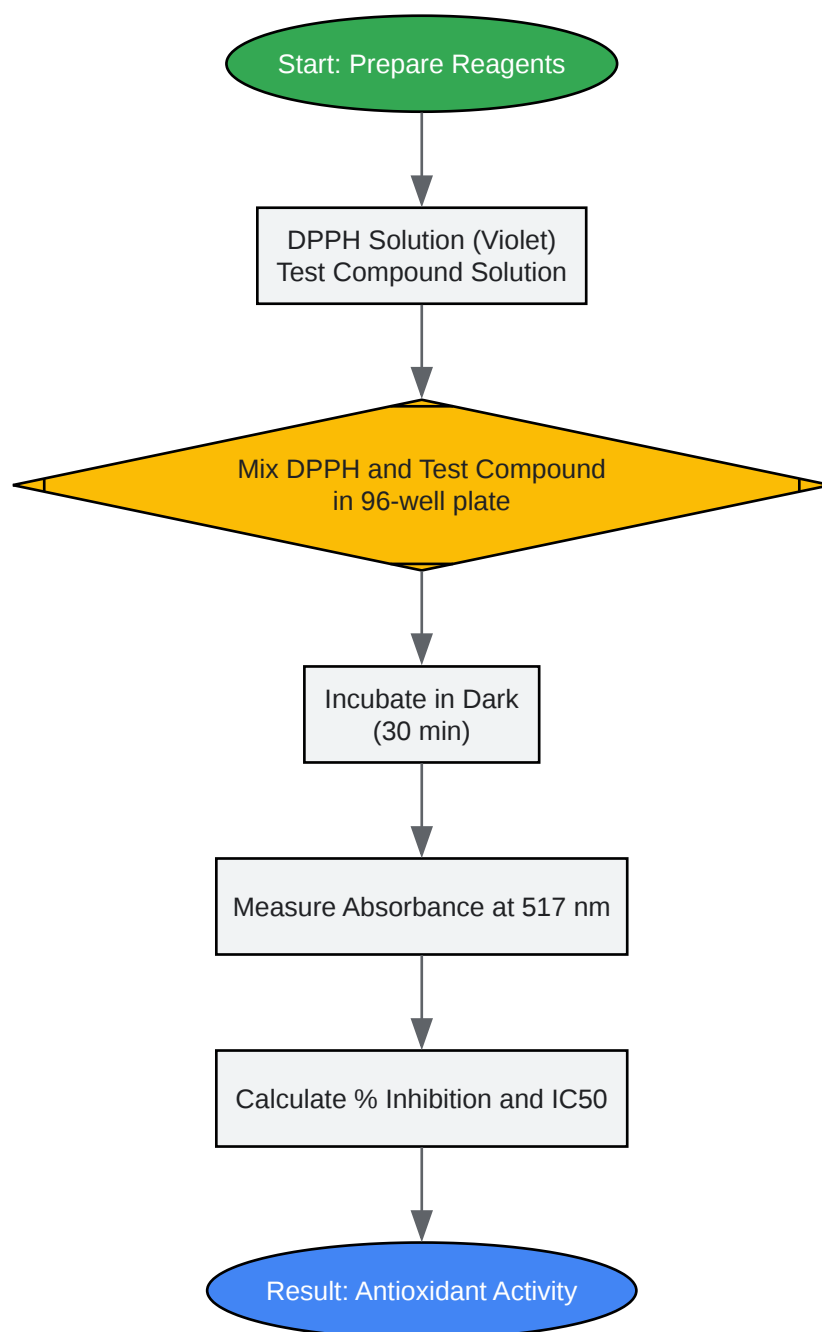 Start: Prepare Reagents
DPPH Solution (Violet)
Test Compound Solution
Mix DPPH and Test Compound
in 96-well plate
Incubate in Dark
(30 min)
Measure Absorbance at 517 nm
Calculate % Inhibition and IC50
Result: Antioxidant Activity